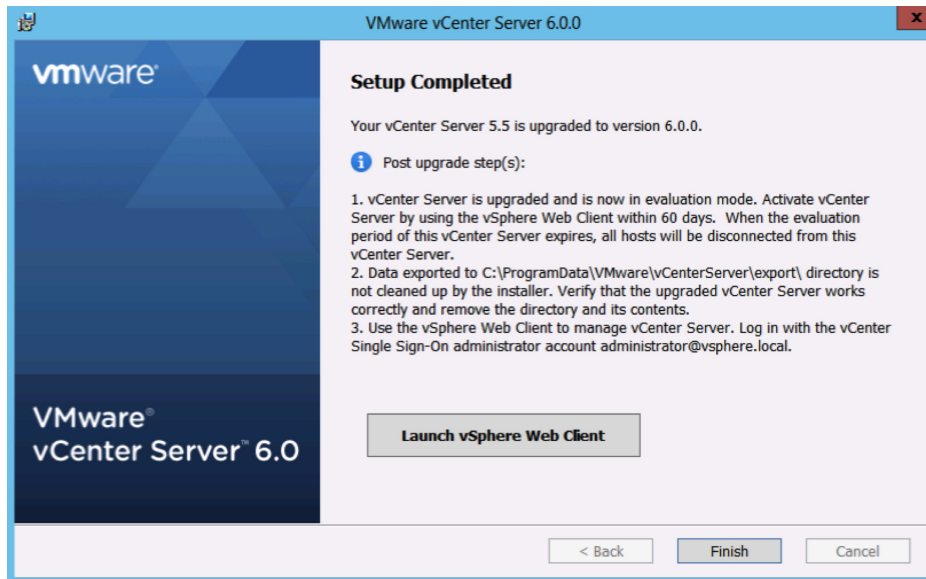 VMware vCenter Server 6.0.0
x
vmware®
Setup Completed
Your vCenter Server 5.5 is upgraded to version 6.0.0.
i Post upgrade step(s):
1. vCenter Server is upgraded and is now in evaluation mode. Activate vCenter
Server by using the vSphere Web Client within 60 days.  When the evaluation
period of this vCenter Server expires, all hosts will be disconnected from this
vCenter Server.
2. Data exported to C:\ProgramData\VMware\vCenterServer\export\ directory is
not cleaned up by the installer. Verify that the upgraded vCenter Server works
correctly and remove the directory and its contents.
3. Use the vSphere Web Client to manage vCenter Server. Log in with the vCenter
Single Sign-On administrator account administrator@vsphere.local.
VMware®
vCenter Server™ 6.0
Launch vSphere Web Client
< Back
Finish
Cancel